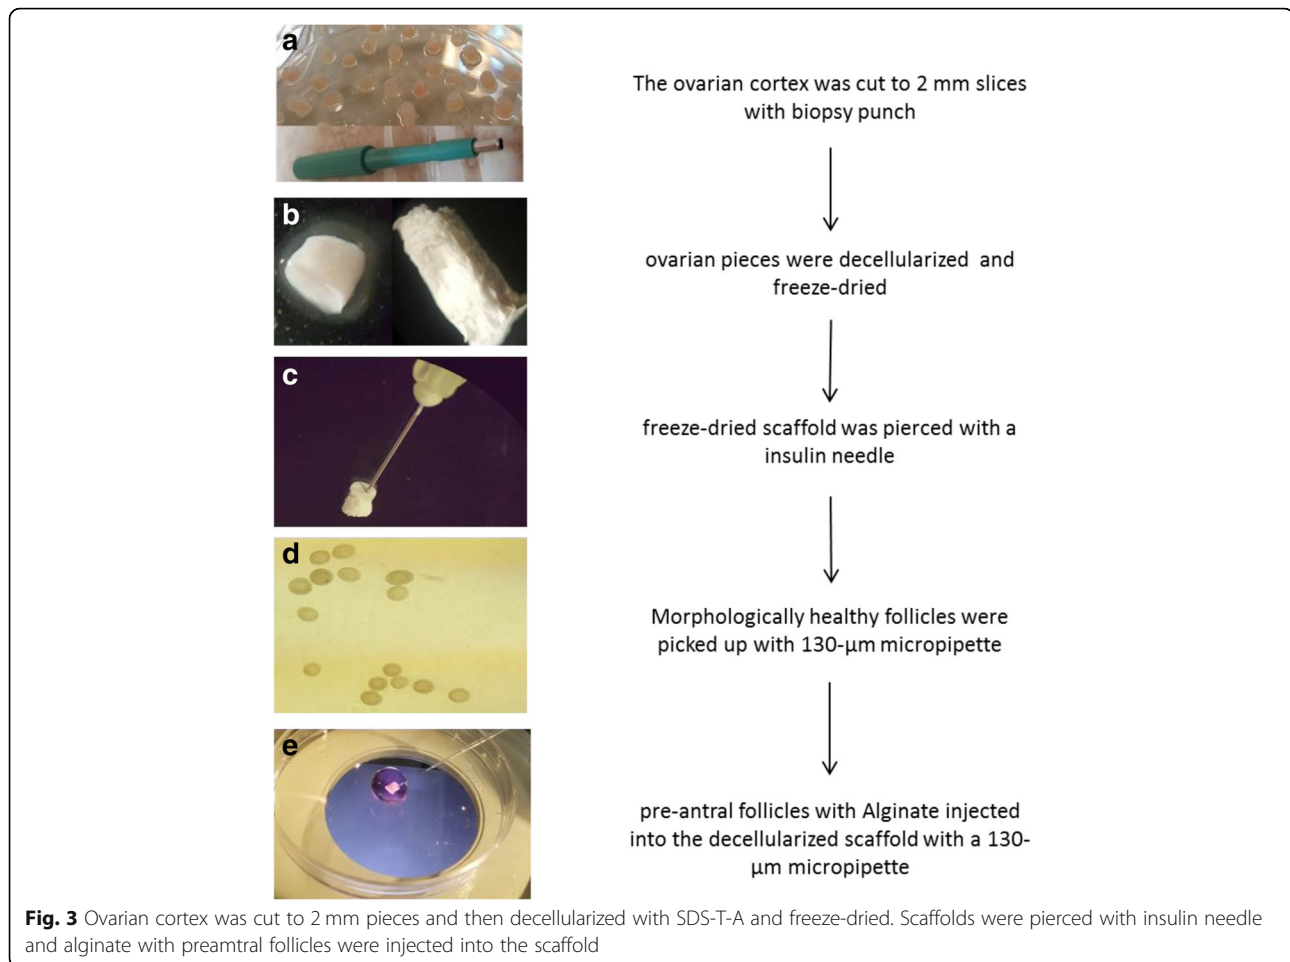 a
The ovarian cortex was cut to 2 mm slices
with biopsy punch
b
ovarian pieces were decellularized and
freeze-dried
c
freeze-dried scaffold was pierced with a
insulin needle
d
Morphologically healthy follicles were
picked up with 130-µm micropipette
e
pre-antral follicles with Alginate injected
into the decellularized scaffold with a 130-
µm micropipette
Fig. 3 Ovarian cortex was cut to 2 mm pieces and then decellularized with SDS-T-A and freeze-dried. Scaffolds were pierced with insulin needle
and alginate with preamtral follicles were injected into the scaffold